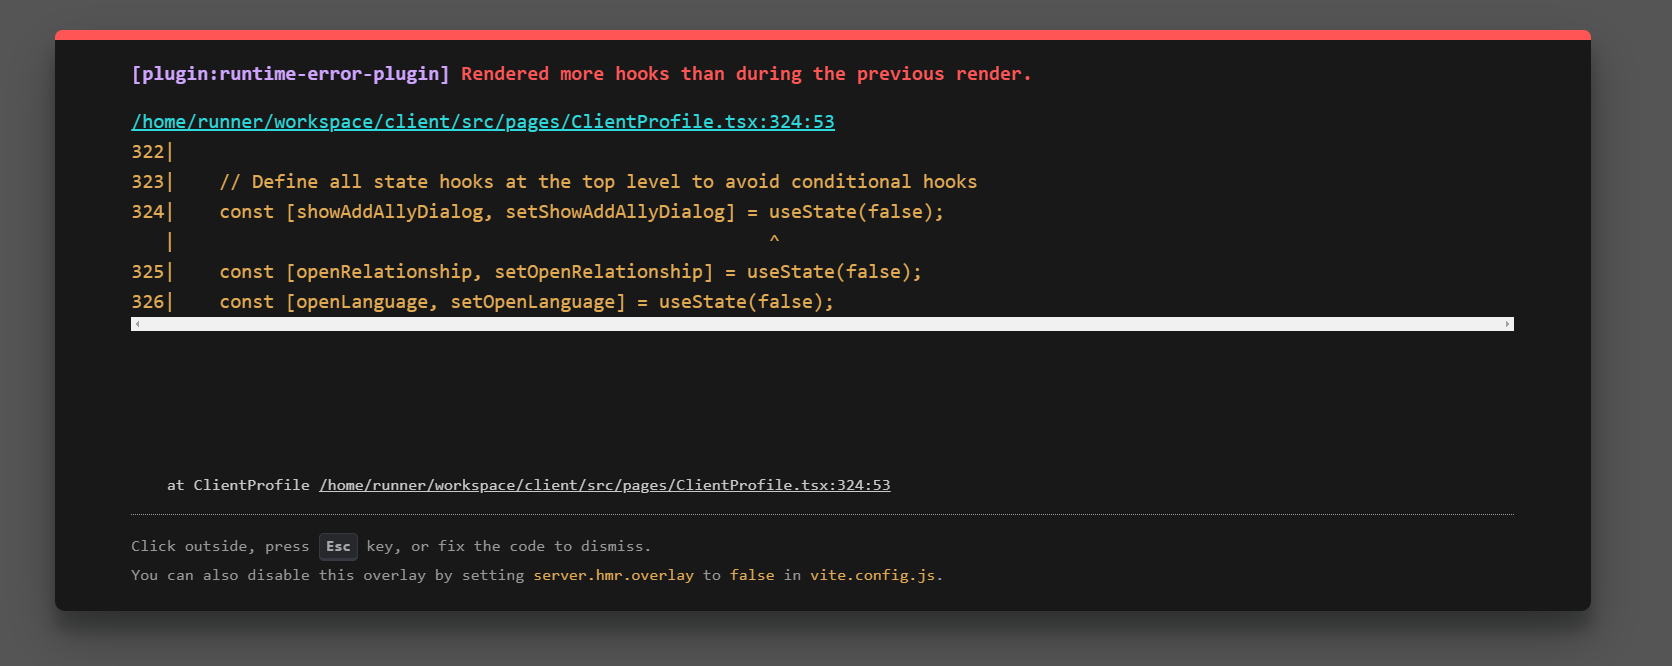 [plugin:runtime-error-plugin] Rendered more hooks than during the previous render.
/home/runner/workspace/client/src/pages/ClientProfile.tsx:324:53
322|
323|    // Define all state hooks at the top level to avoid conditional hooks
324|    const [showAddAllyDialog, setShowAddAllyDialog] = useState(false);
   |                                                      ^
325|    const [openRelationship, setOpenRelationship] = useState(false);
326|    const [openLanguage, setOpenLanguage] = useState(false);
at ClientProfile /home/runner/workspace/client/src/pages/ClientProfile.tsx:324:53
Click outside, press Esc key, or fix the code to dismiss.
You can also disable this overlay by setting server.hmr.overlay to false in vite.config.js.